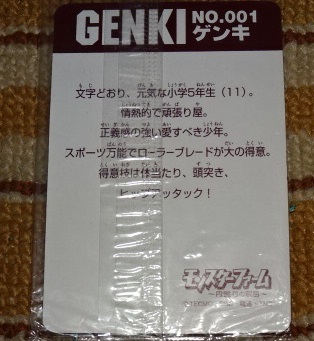 GENKI NO.001
ゲンキ
文字どおり、元気な小学5年生（11）。
情熱的で頑張り屋。
正義感の強い愛すべき少年。
スポーツ万能でローラーブレードが大の得意。
得意技は体当たり、頭突き、
ヒップアッタック！
モンスターファーム